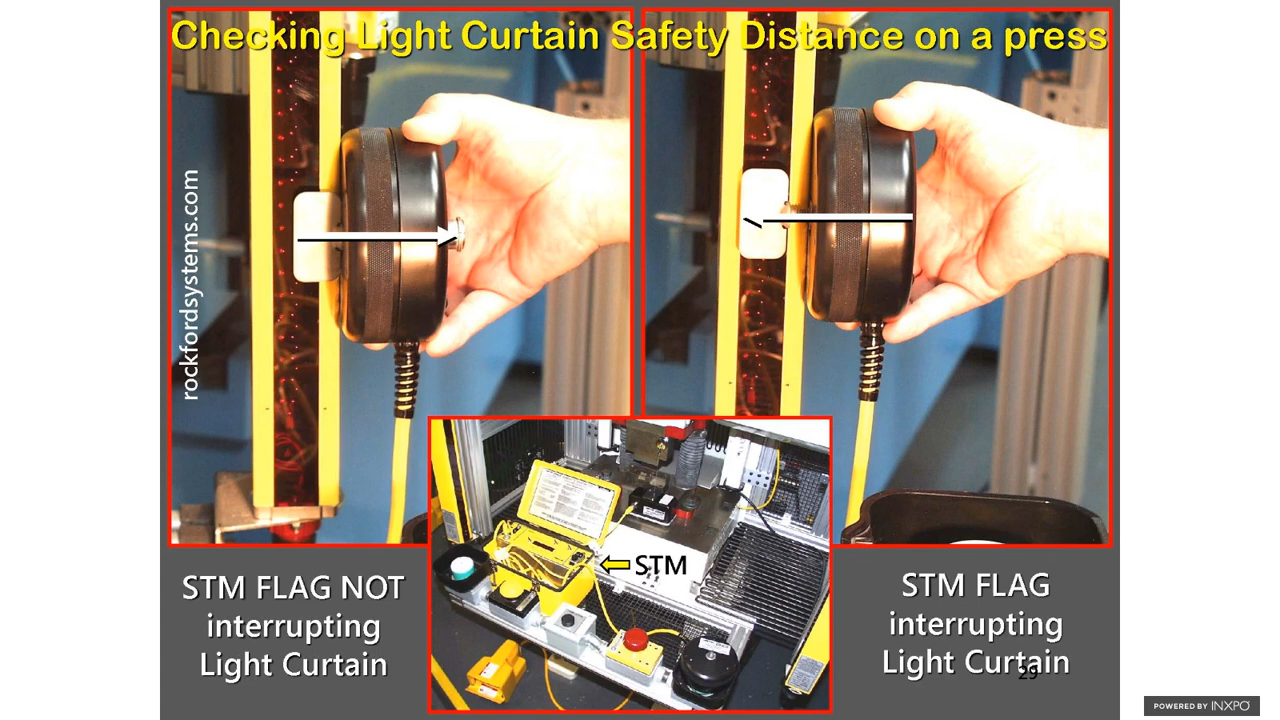 Checking Light Curtain Safety Distance on a press
rockfordsystems.com
STM
STM FLAG NOT
interrupting
Light Curtain
STM FLAG
interrupting
Light Curtain
29
POWERED BY INXPO